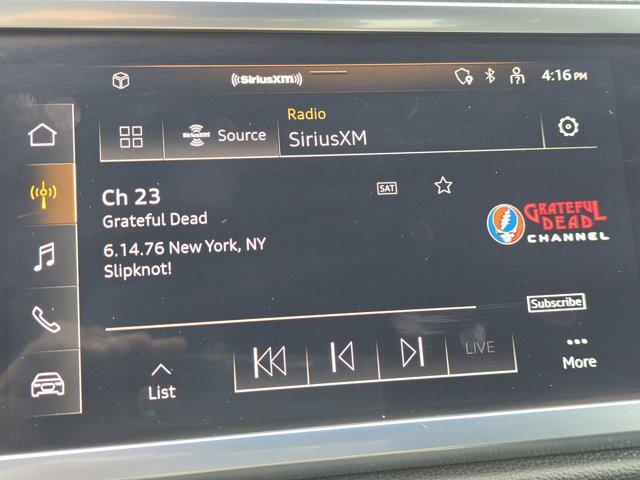 ((SiriusXM))
4:16 PM
Radio
SiriusXM Source
SiriusXM
Ch 23
SAT
Grateful Dead
6.14.76 New York, NY
Slipknot!
GRATEFUL
DEAD
CHANNEL
Subscribe
LIVE
List
More